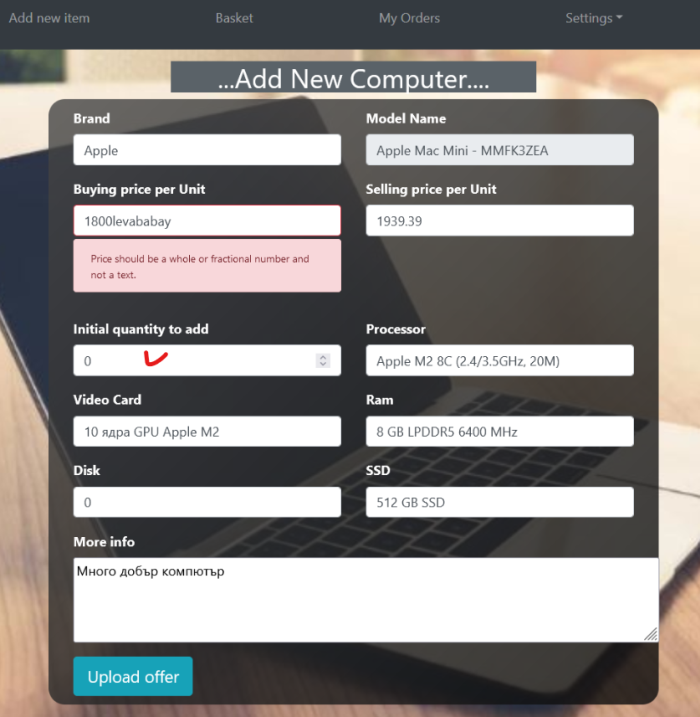 Add new item Basket My Orders Settings
...Add New Computer....
Brand Model Name
Apple Apple Mac Mini - MMFK3ZEA
Buying price per Unit Selling price per Unit
1800levababay 1939.39
Price should be a whole or fractional number and
not a text.
Initial quantity to add Processor
0 Apple M2 8C (2.4/3.5GHz, 20M)
Video Card Ram
10 ядра GPU Apple M2 8 GB LPDDR5 6400 MHz
Disk SSD
0 512 GB SSD
More info
Много добър компютър
Upload offer